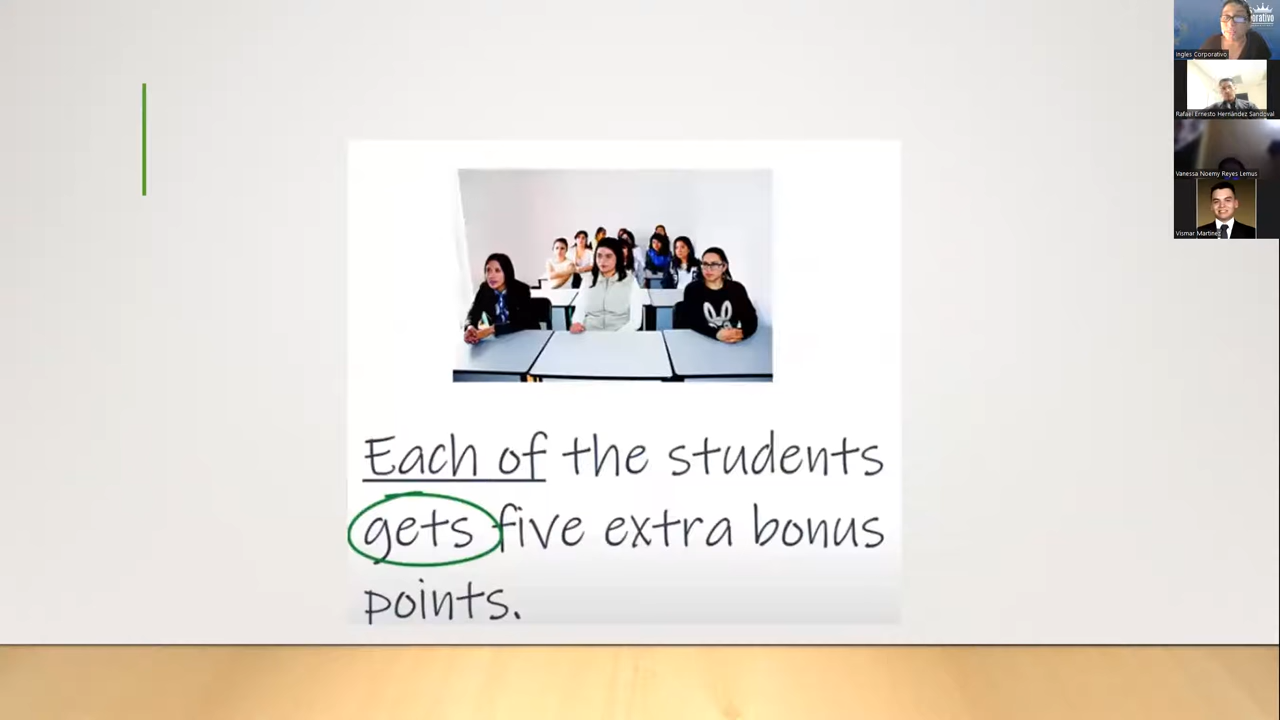 Each of the students
gets five extra bonus
points.
orativo
Ingles Corporativo
Rafael Ernesto Hernández Sandoval
Vanessa Noemy Reyes Lemus
Vismar Martinez